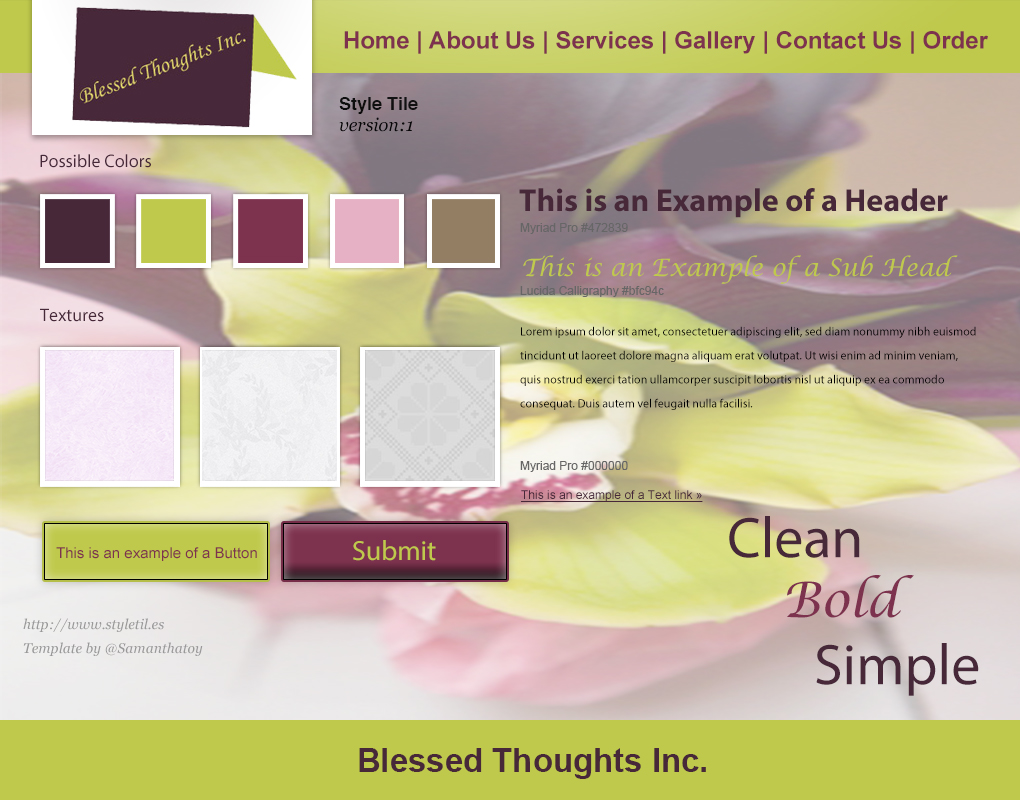 Blessed Thoughts Inc.
Home | About Us | Services | Gallery | Contact Us | Order
Style Tile
version:1
Possible Colors
Textures
This is an example of a Button
Submit
http://www.styletil.es
Template by @Samanthatoy
This is an Example of a Header
Myriad Pro #472839
This is an Example of a Sub Head
Lucida Calligraphy #bfc94c
Lorem ipsum dolor sit amet, consectetuer adipiscing elit, sed diam nonummy nibh euismod
tincidunt ut laoreet dolore magna aliquam erat volutpat. Ut wisi enim ad minim veniam,
quis nostrud exerci tation ullamcorper suscipit lobortis nisl ut aliquip ex ea commodo
consequat. Duis autem vel feugait nulla facilisi.
Myriad Pro #000000
This is an example of a Text link »
Clean
Bold
Simple
Blessed Thoughts Inc.